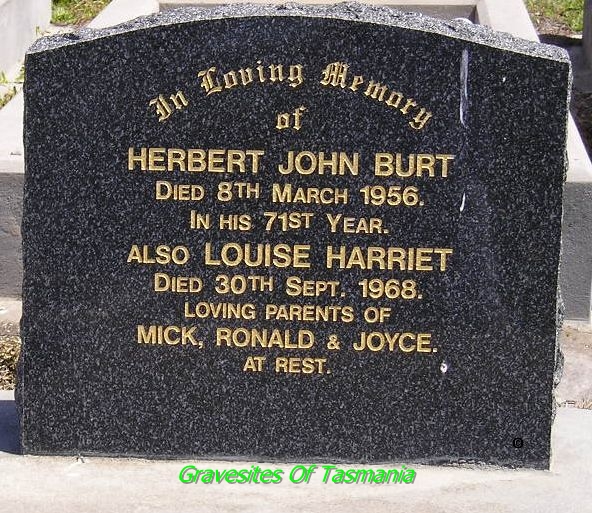 In Loving Memory
of
HERBERT JOHN BURT
DIED 8TH MARCH 1956.
IN HIS 71ST YEAR.
ALSO LOUISE HARRIET
DIED 30TH SEPT. 1968.
LOVING PARENTS OF
MICK, RONALD & JOYCE.
AT REST.
Gravesites Of Tasmania